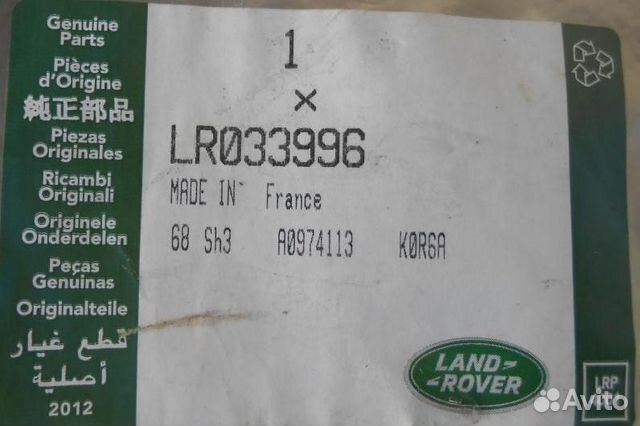 Genuine
Parts
Pièces
d'Origine
純正部品
Piezas
Originales
Ricambi
Originali
Originele
Onderdelen
Peças
Genuinas
Originalteile
قطع غيار
أصلية
2012
1
×
LR033996
MADE IN France
68 Sh3 A0974113 K0R6A
LAND
ROVER
LRP
Avito